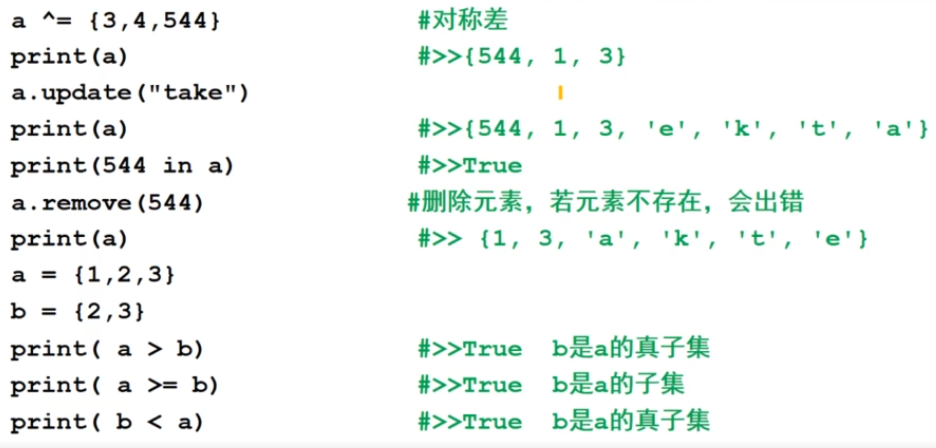 a ^= {3,4,544} #对称差
print(a) #>>{544, 1, 3}
a.update("take")
print(a) #>>{544, 1, 3, 'e', 'k', 't', 'a'}
print(544 in a) #>>True
a.remove(544) #删除元素，若元素不存在，会出错
print(a) #>> {1, 3, 'a', 'k', 't', 'e'}
a = {1,2,3}
b = {2,3}
print( a > b) #>>True b是a的真子集
print( a >= b) #>>True b是a的子集
print( b < a) #>>True b是a的真子集